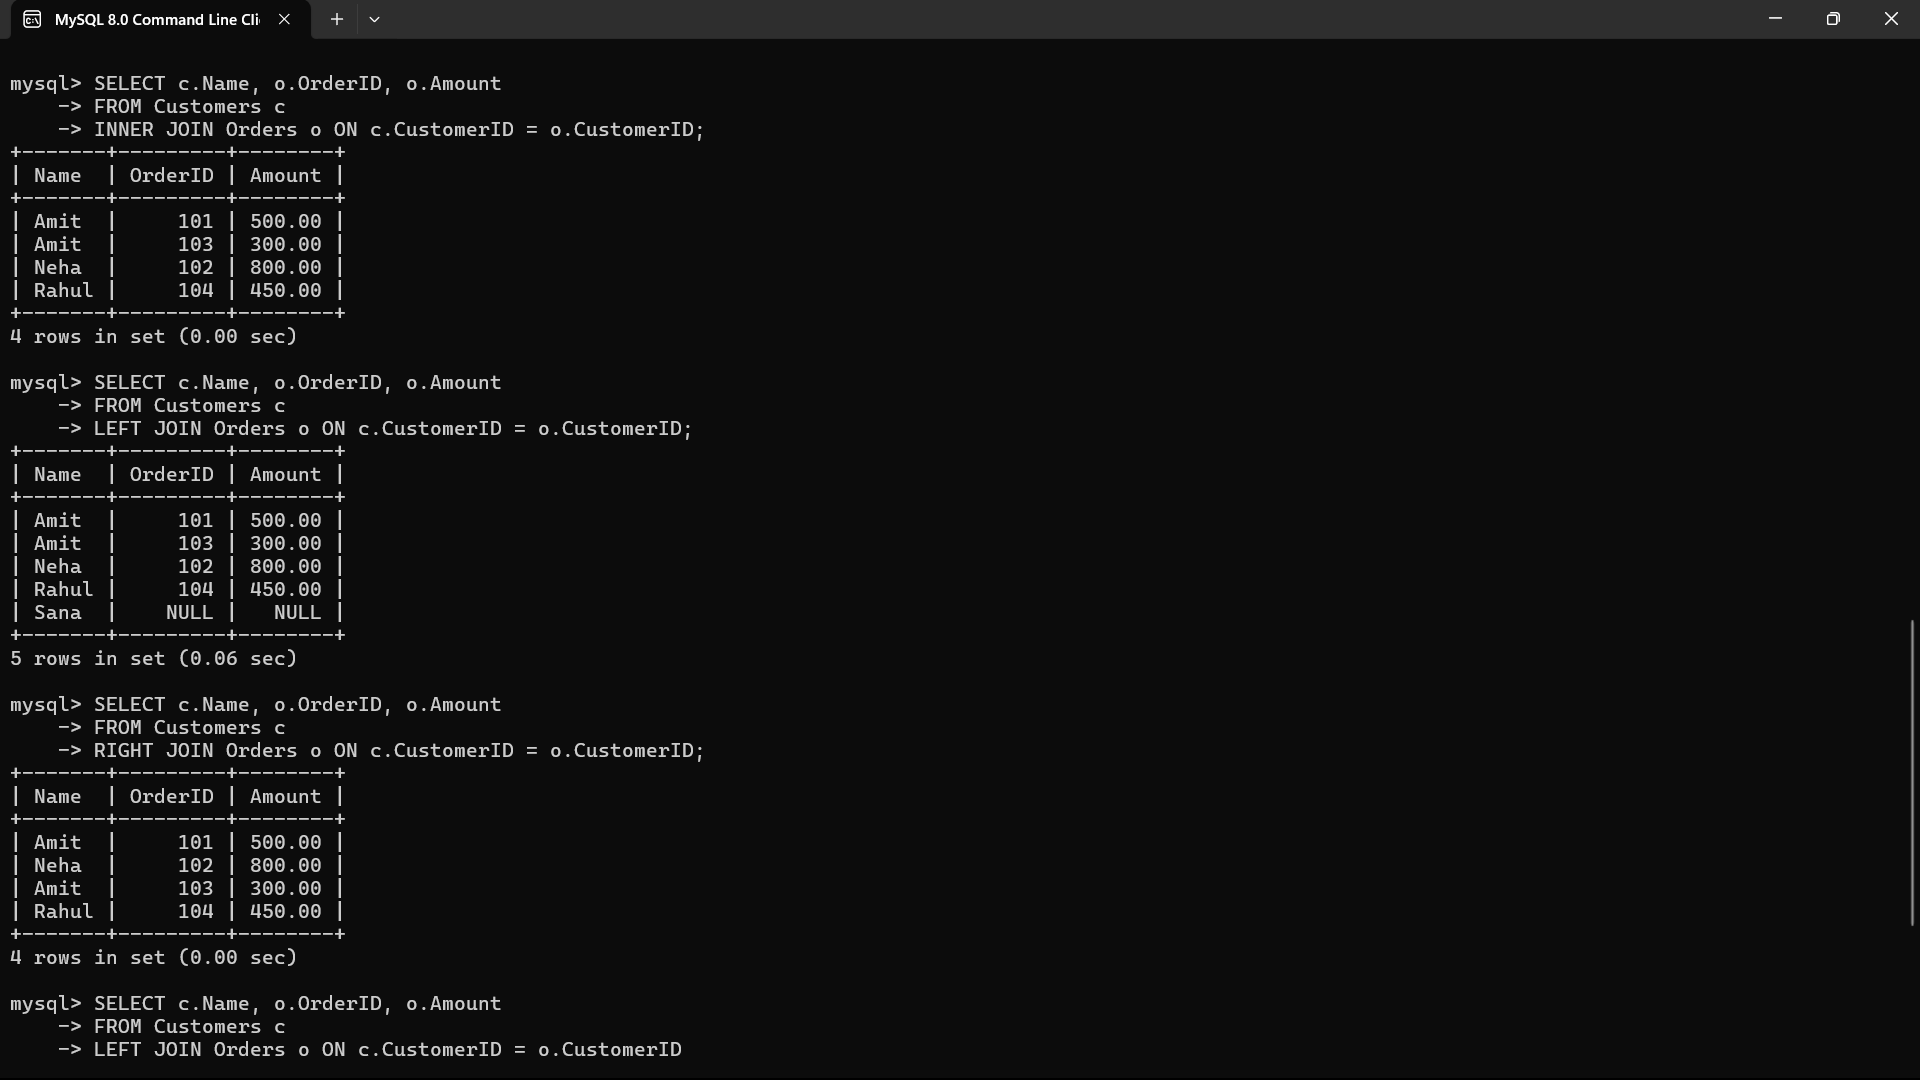 MySQL 8.0 Command Line Cli
mysql> SELECT c.Name, o.OrderID, o.Amount
    -> FROM Customers c
    -> INNER JOIN Orders o ON c.CustomerID = o.CustomerID;
+-------+---------+--------+
| Name  | OrderID | Amount |
+-------+---------+--------+
| Amit  |     101 | 500.00 |
| Amit  |     103 | 300.00 |
| Neha  |     102 | 800.00 |
| Rahul |     104 | 450.00 |
+-------+---------+--------+
4 rows in set (0.00 sec)
mysql> SELECT c.Name, o.OrderID, o.Amount
    -> FROM Customers c
    -> LEFT JOIN Orders o ON c.CustomerID = o.CustomerID;
+-------+---------+--------+
| Name  | OrderID | Amount |
+-------+---------+--------+
| Amit  |     101 | 500.00 |
| Amit  |     103 | 300.00 |
| Neha  |     102 | 800.00 |
| Rahul |     104 | 450.00 |
| Sana  |    NULL |   NULL |
+-------+---------+--------+
5 rows in set (0.06 sec)
mysql> SELECT c.Name, o.OrderID, o.Amount
    -> FROM Customers c
    -> RIGHT JOIN Orders o ON c.CustomerID = o.CustomerID;
+-------+---------+--------+
| Name  | OrderID | Amount |
+-------+---------+--------+
| Amit  |     101 | 500.00 |
| Neha  |     102 | 800.00 |
| Amit  |     103 | 300.00 |
| Rahul |     104 | 450.00 |
+-------+---------+--------+
4 rows in set (0.00 sec)
mysql> SELECT c.Name, o.OrderID, o.Amount
    -> FROM Customers c
    -> LEFT JOIN Orders o ON c.CustomerID = o.CustomerID